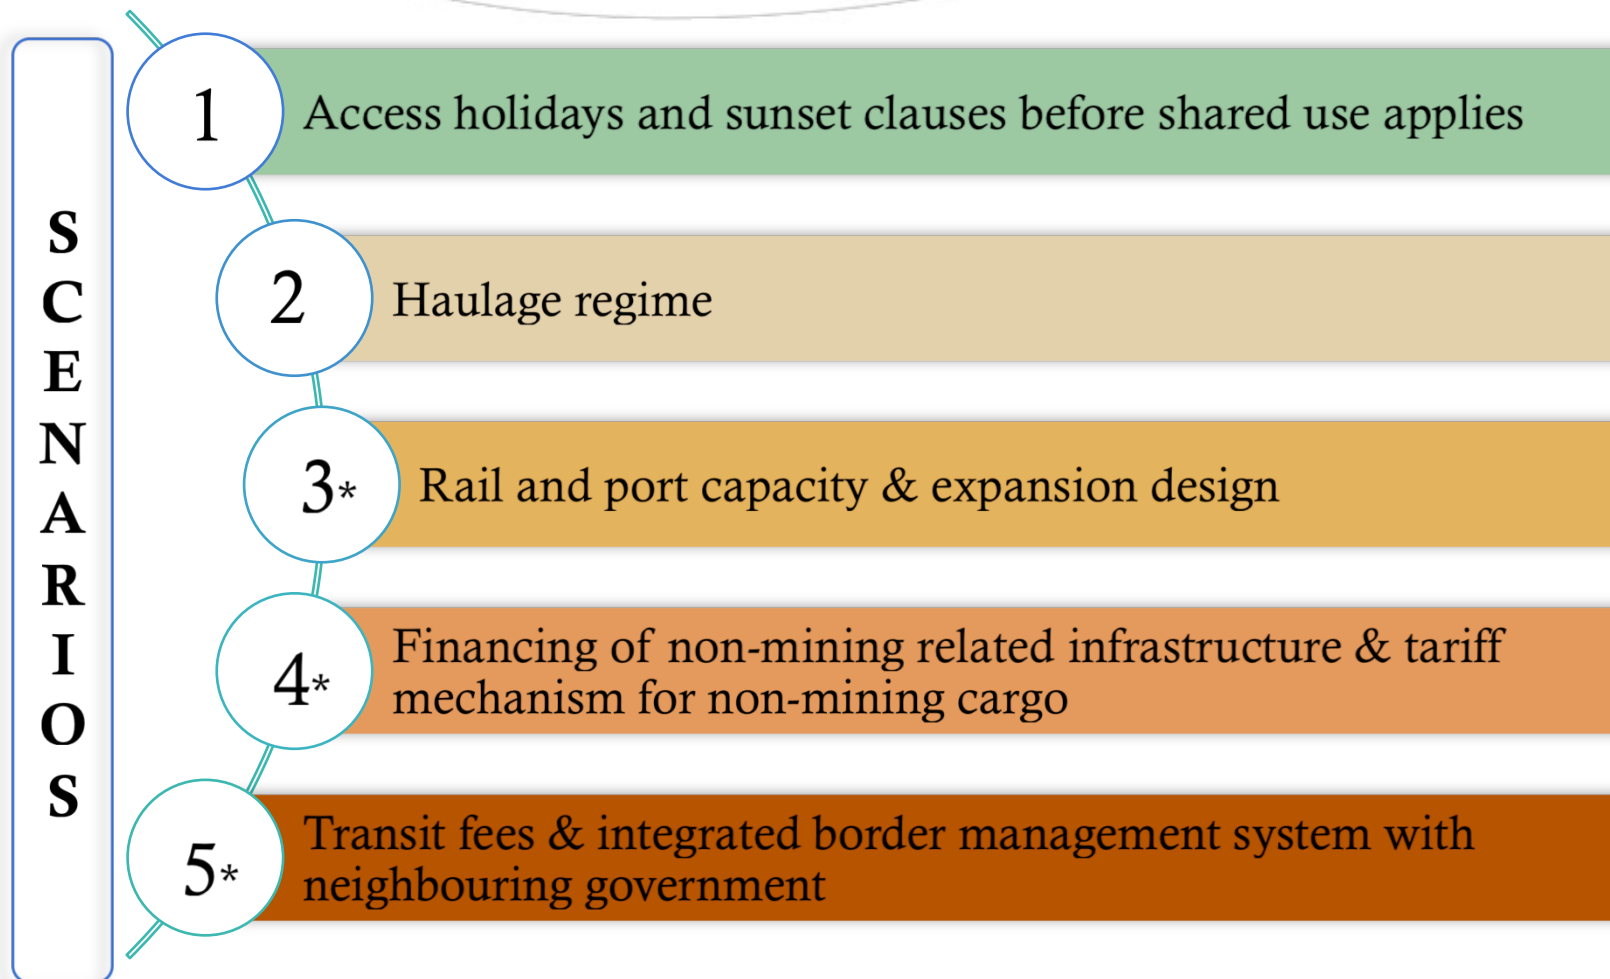 SCENARIOS
1
Access holidays and sunset clauses before shared use applies
2
Haulage regime
3*
Rail and port capacity & expansion design
4*
Financing of non-mining related infrastructure & tariff
mechanism for non-mining cargo
5*
Transit fees & integrated border management system with
neighbouring government